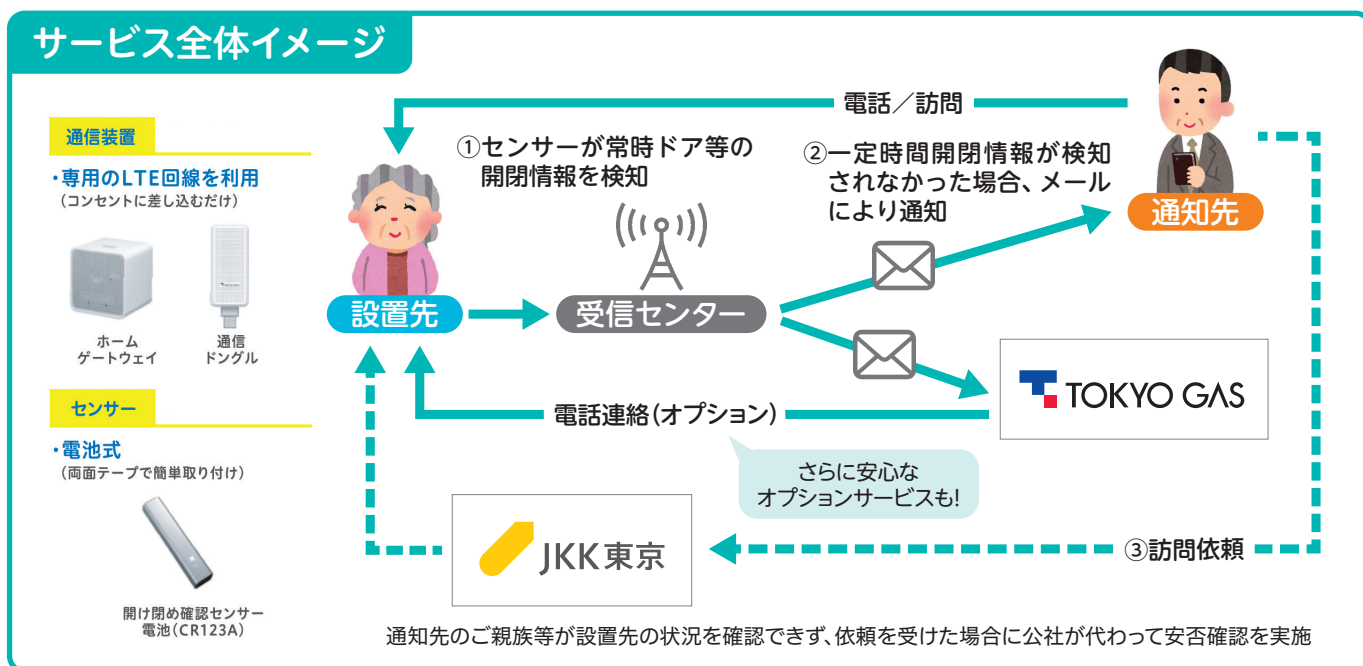 サービス全体イメージ
通信装置
・専用のLTE回線を利用
(コンセントに差し込むだけ)
ホーム
ゲートウェイ
通信
ドングル
センサー
・電池式
(両面テープで簡単取り付け)
開け閉め確認センサー
電池(CR123A)
電話／訪問
①センサーが常時ドア等の
開閉情報を検知
②一定時間開閉情報が検知
されなかった場合、メール
により通知
通知先
設置先
受信センター
TOKYO GAS
電話連絡(オプション)
さらに安心な
オプションサービスも!
JKK東京
③訪問依頼
通知先のご親族等が設置先の状況を確認できず、依頼を受けた場合に公社が代わって安否確認を実施